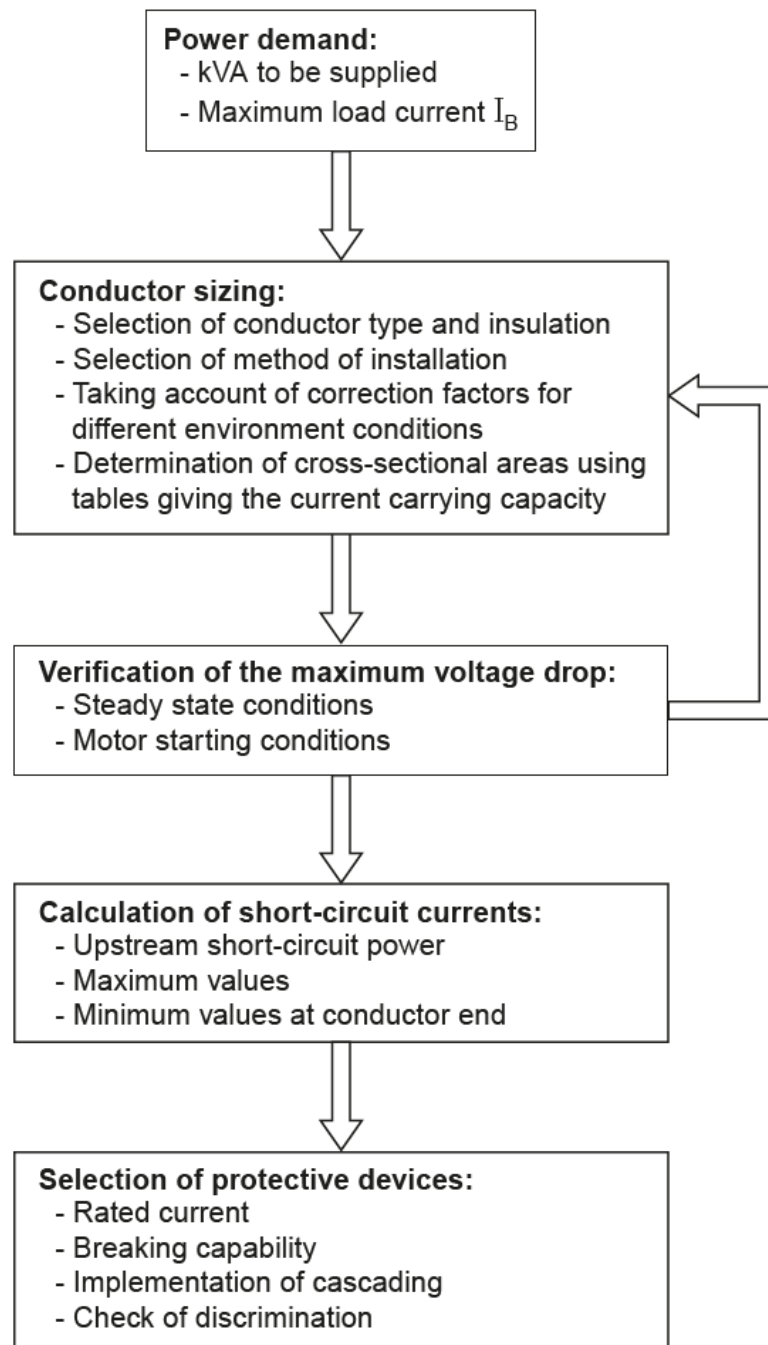 Power demand:
- kVA to be supplied
- Maximum load current IB
Conductor sizing:
- Selection of conductor type and insulation
- Selection of method of installation
- Taking account of correction factors for
different environment conditions
- Determination of cross-sectional areas using
tables giving the current carrying capacity
Verification of the maximum voltage drop:
- Steady state conditions
- Motor starting conditions
Calculation of short-circuit currents:
- Upstream short-circuit power
- Maximum values
- Minimum values at conductor end
Selection of protective devices:
- Rated current
- Breaking capability
- Implementation of cascading
- Check of discrimination